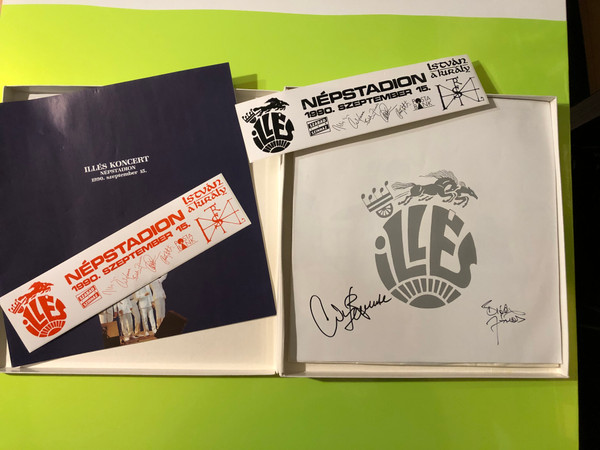 ILLÉS KONCERT
NÉPSTADION
1990. szeptember 15.
ILLÉS
NÉPSTADION
1990. SZEPTEMBER 15.
István
a király
ILLÉS
NÉPSTADION
1990. SZEPTEMBER 15.
István
a király
ILLÉS